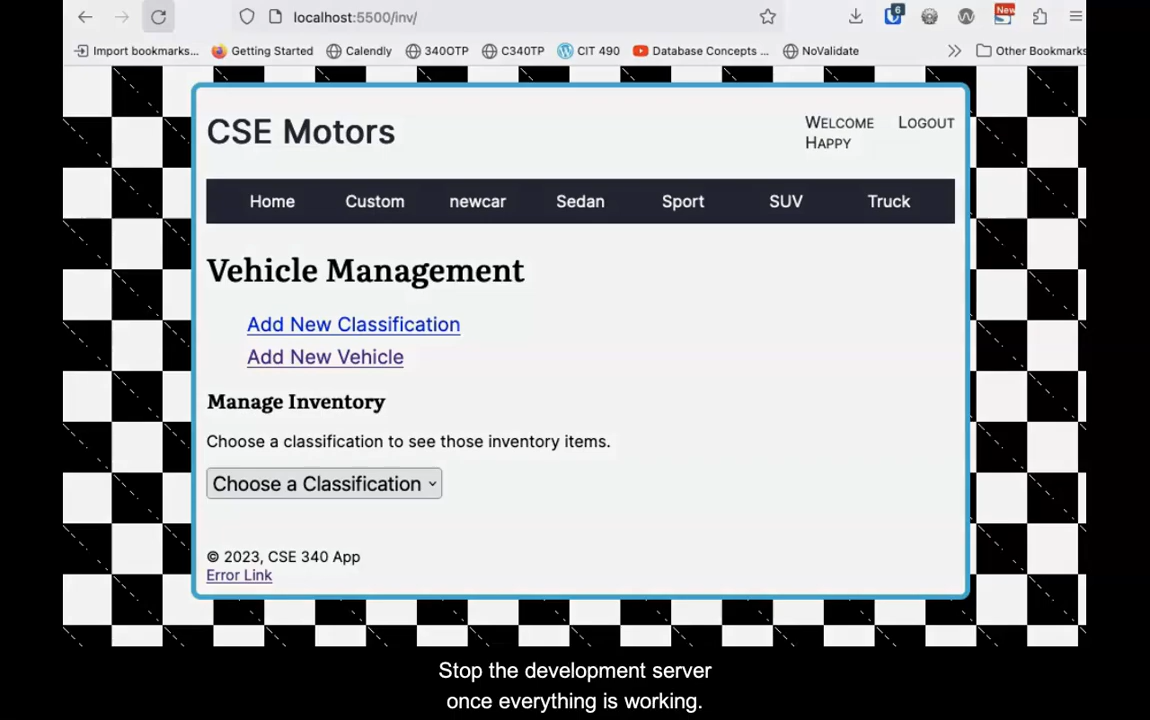 localhost:5500/inv/
6
New
Import bookmarks... Getting Started Calendly 340OTP C340TP CIT 490 Database Concepts ... NoValidate Other Bookmarks
CSE Motors
WELCOME HAPPY
LOGOUT
Home Custom newcar Sedan Sport SUV Truck
Vehicle Management
Add New Classification
Add New Vehicle
Manage Inventory
Choose a classification to see those inventory items.
Choose a Classification
© 2023, CSE 340 App
Error Link
Stop the development server
once everything is working.